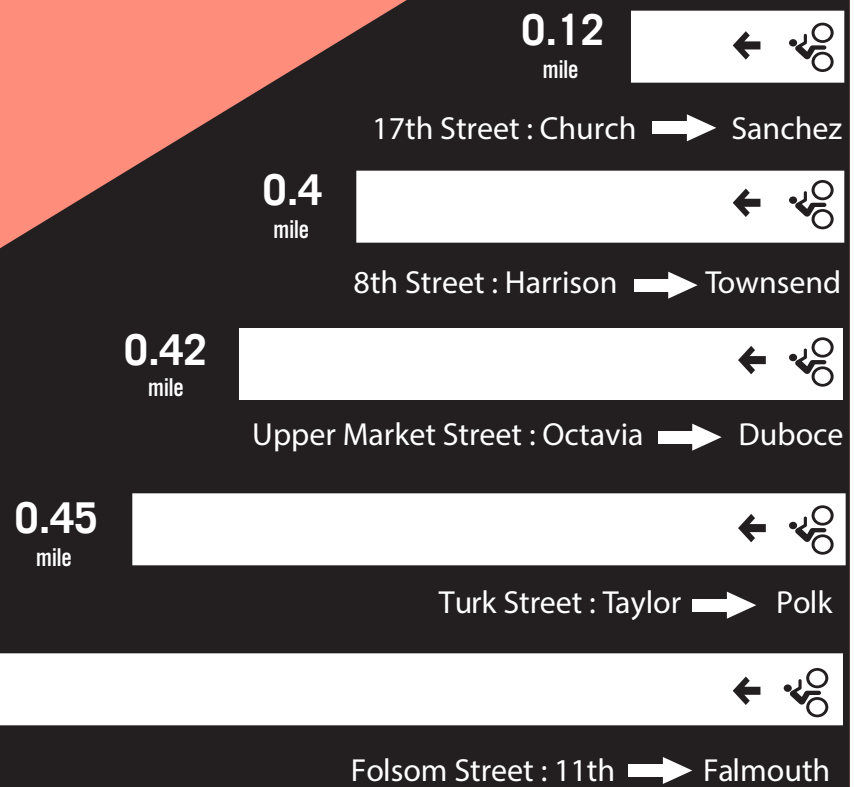 0.12
mile
17th Street : Church Sanchez
0.4
mile
8th Street : Harrison Townsend
0.42
mile
Upper Market Street : Octavia Duboce
0.45
mile
Turk Street : Taylor Polk
Folsom Street : 11th Falmouth